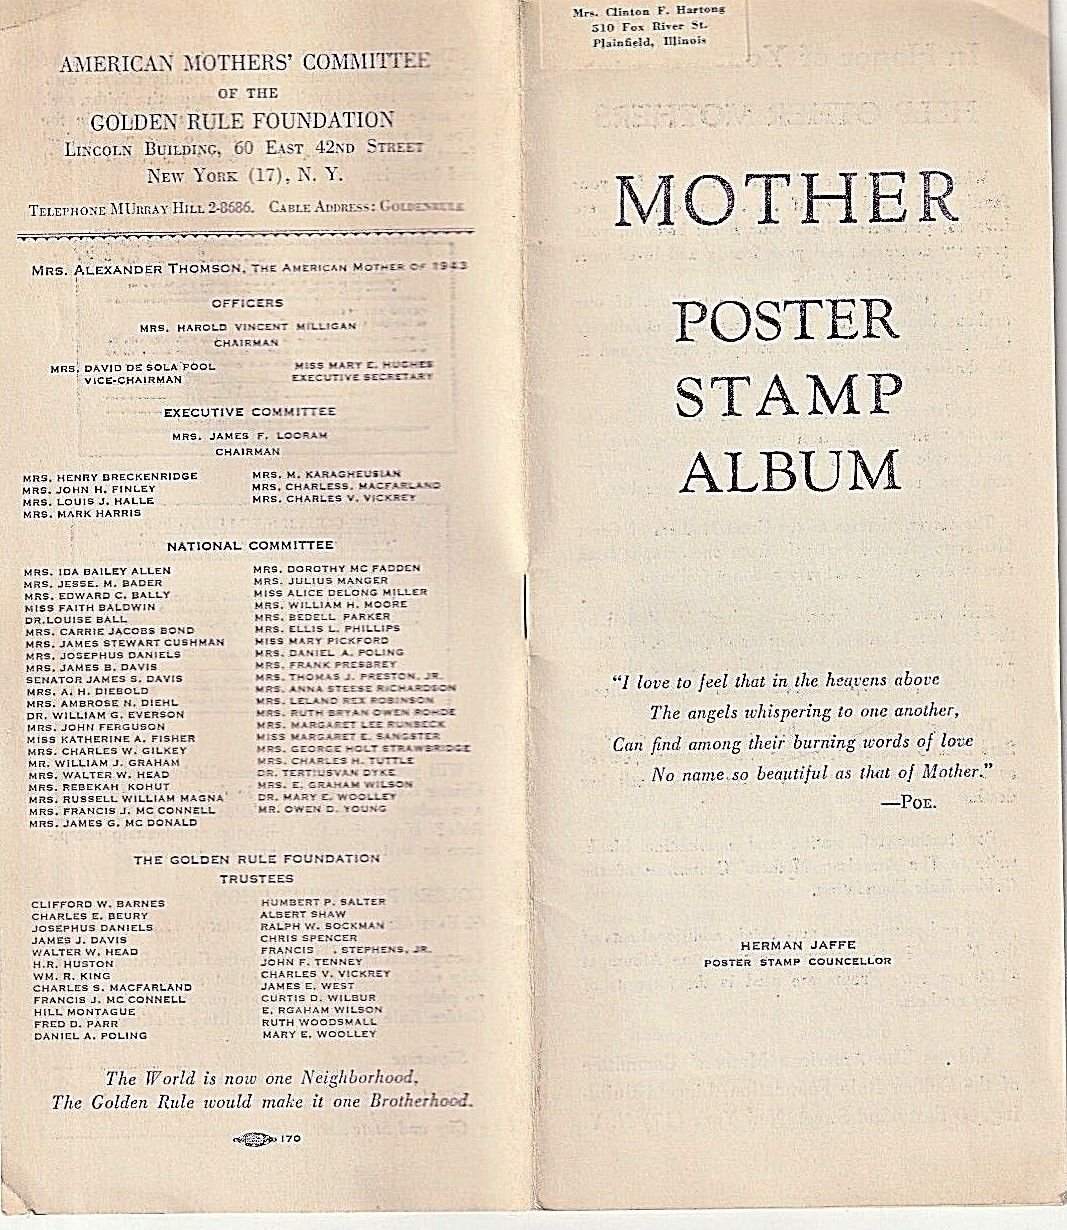 AMERICAN MOTHERS' COMMITTEE
OF THE
GOLDEN RULE FOUNDATION
LINCOLN BUILDING, 60 EAST 42ND STREET
NEW YORK (17), N. Y.
TELEPHONE MURRAY HILL 2-8686. CABLE ADDRESS: GOLDENRULE
MRS. ALEXANDER THOMSON, THE AMERICAN MOTHER OF 1943
OFFICERS
MRS. HAROLD VINCENT MILLIGAN
CHAIRMAN
MRS. DAVID DE SOLA POOL
VICE-CHAIRMAN
MISS MARY E. HUGHES
EXECUTIVE SECRETARY
EXECUTIVE COMMITTEE
MRS. JAMES F. LOORAM
CHAIRMAN
MRS. HENRY BRECKENRIDGE
MRS. JOHN H. FINLEY
MRS. LOUIS J. HALLE
MRS. MARK HARRIS
MRS. M. KARAGHEUSIAN
MRS. CHARLESS. MACFARLAND
MRS. CHARLES V. VICKREY
NATIONAL COMMITTEE
MRS. IDA BAILEY ALLEN
MRS. JESSE. M. BADER
MRS. EDWARD C. BALLY
MISS FAITH BALDWIN
DR. LOUISE BALL
MRS. CARRIE JACOBS BOND
MRS. JAMES STEWART CUSHMAN
MRS. JOSEPHUS DANIELS
MRS. JAMES B. DAVIS
SENATOR JAMES S. DAVIS
MRS. A. H. DIEBOLD
MRS. AMBROSE N. DIEHL
DR. WILLIAM G. EVERSON
MRS. JOHN FERGUSON
MISS KATHERINE A. FISHER
MRS. CHARLES W. GILKEY
MR. WILLIAM J. GRAHAM
MRS. WALTER W. HEAD
MRS. REBEKAH KOHUT
MRS. RUSSELL WILLIAM MAGNA
MRS. FRANCIS J. MC CONNELL
MRS. JAMES G. MC DONALD
MRS. DOROTHY MC FADDEN
MRS. JULIUS MANGER
MISS ALICE DELONG MILLER
MRS. WILLIAM H. MOORE
MRS. BEDELL PARKER
MRS. ELLIS L. PHILLIPS
MISS MARY PICKFORD
MRS. DANIEL A. POLING
MRS. FRANK PRESBREY
MRS. THOMAS J. PRESTON, JR.
MRS. ANNA STEESE RICHARDSON
MRS. LELAND REX ROBINSON
MRS. RUTH BRYAN OWEN ROHDE
MRS. MARGARET LEE RUNBECK
MISS MARGARET E. SANGSTER
MRS. GEORGE HOLT STRAWBRIDGE
MRS. CHARLES H. TUTTLE
DR. TERTIUSVAN DYKE
MRS. E. GRAHAM WILSON
DR. MARY E. WOOLLEY
MR. OWEN D. YOUNG
THE GOLDEN RULE FOUNDATION
TRUSTEES
CLIFFORD W. BARNES
CHARLES E. BEURY
JOSEPHUS DANIELS
JAMES J. DAVIS
WALTER W. HEAD
H.R. HUSTON
WM. R. KING
CHARLES S. MACFARLAND
FRANCIS J. MC CONNELL
HILL MONTAGUE
FRED D. PARR
DANIEL A. POLING
HUMBERT P. SALTER
ALBERT SHAW
RALPH W. SOCKMAN
CHRIS SPENCER
FRANCIS . STEPHENS, JR.
JOHN F. TENNEY
CHARLES V. VICKREY
JAMES E. WEST
CURTIS D. WILBUR
E. RGAHAM WILSON
RUTH WOODSMALL
MARY E. WOOLLEY
The World is now one Neighborhood,
The Golden Rule would make it one Brotherhood.
170
Mrs. Clinton F. Hartong
510 Fox River St.
Plainfield, Illinois
MOTHER
POSTER
STAMP
ALBUM
"I love to feel that in the heavens above
The angels whispering to one another,
Can find among their burning words of love
No name so beautiful as that of Mother."
—POE.
HERMAN JAFFE
POSTER STAMP COUNCELLOR